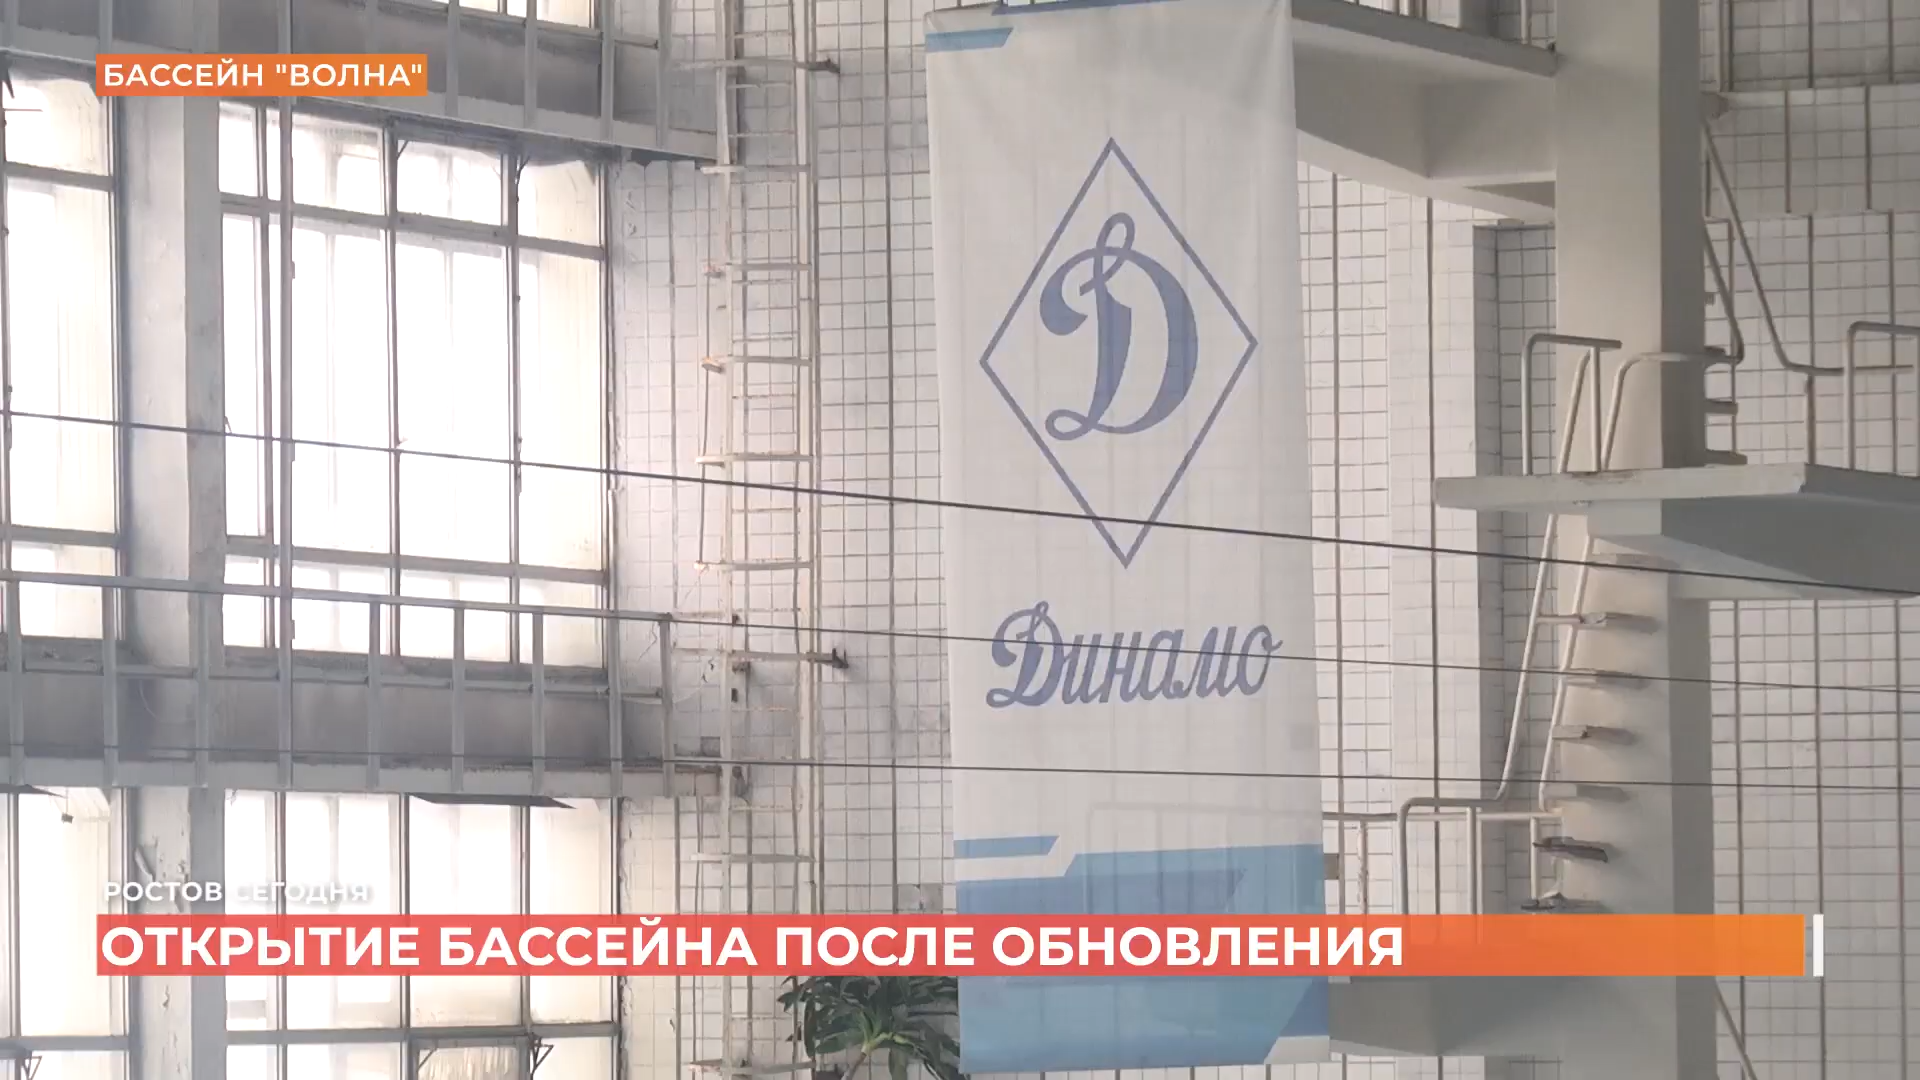 БАССЕЙН "ВОЛНА"
Д
Динамо
РОСТОВ СЕГОДНЯ
ОТКРЫТИЕ БАССЕЙНА ПОСЛЕ ОБНОВЛЕНИЯ